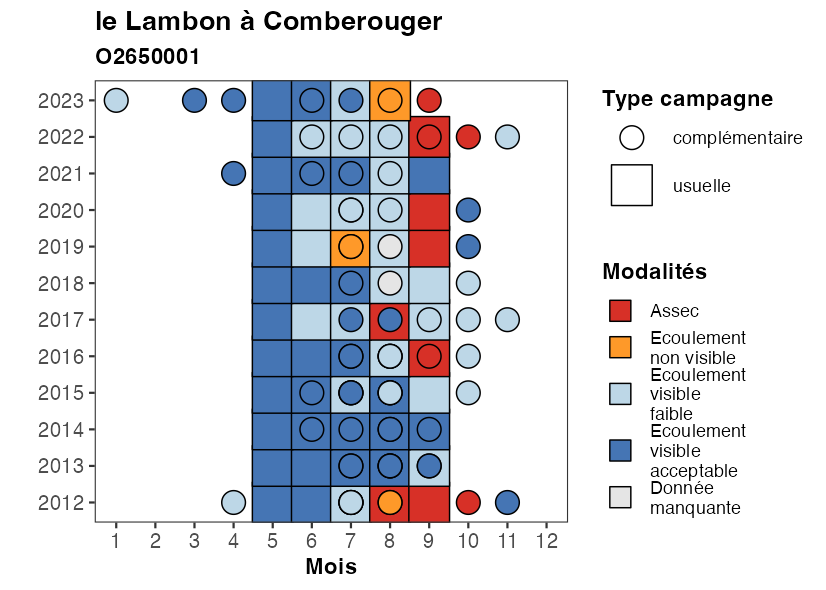 le Lambon à Comberouger
O2650001
2023
2022
2021
2020
2019
2018
2017
2016
2015
2014
2013
2012
1 2 3 4 5 6 7 8 9 10 11 12
Mois
Type campagne
complémentaire
usuelle
Modalités
Assec
Ecoulement
non visible
Ecoulement
visible
faible
Ecoulement
visible
acceptable
Donnée
manquante